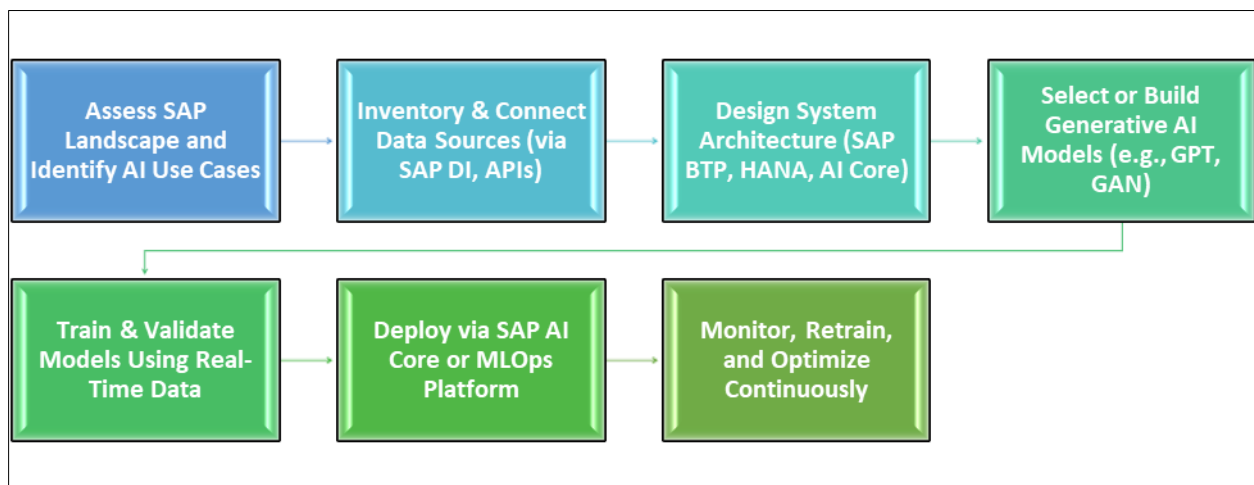 Assess SAP
Landscape and
Identify AI Use Cases
Inventory & Connect
Data Sources (via
SAP DI, APIs)
Design System
Architecture (SAP
BTP, HANA, AI Core)
Select or Build
Generative AI
Models (e.g., GPT,
GAN)
Train & Validate
Models Using Real-
Time Data
Deploy via SAP AI
Core or MLOps
Platform
Monitor, Retrain,
and Optimize
Continuously